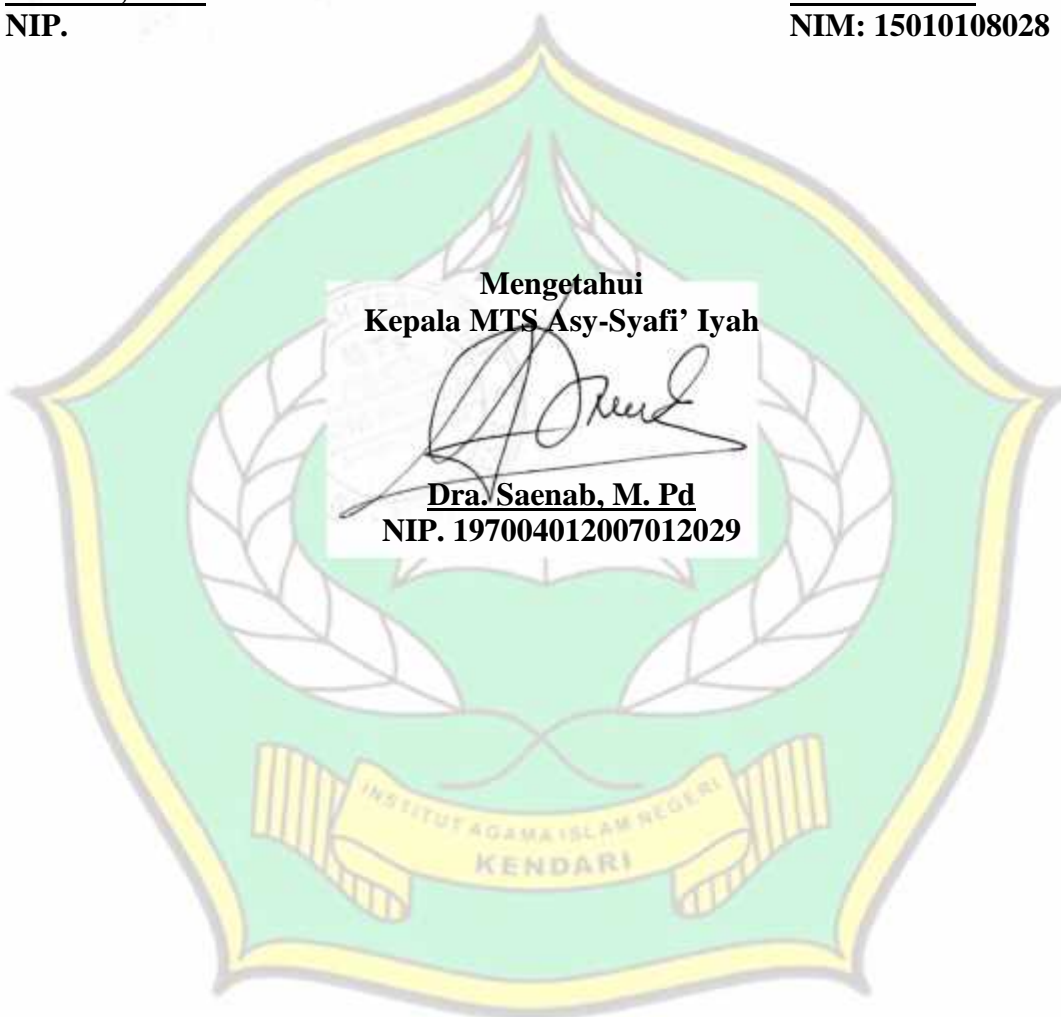 NIP.
NIM: 15010108028
Mengetahui
Kepala MTS Asy-Syafi’ Iyah
Dra. Saenab, M. Pd
NIP. 197004012007012029
INSTITUT AGAMA ISLAM NEGERI
KENDARI